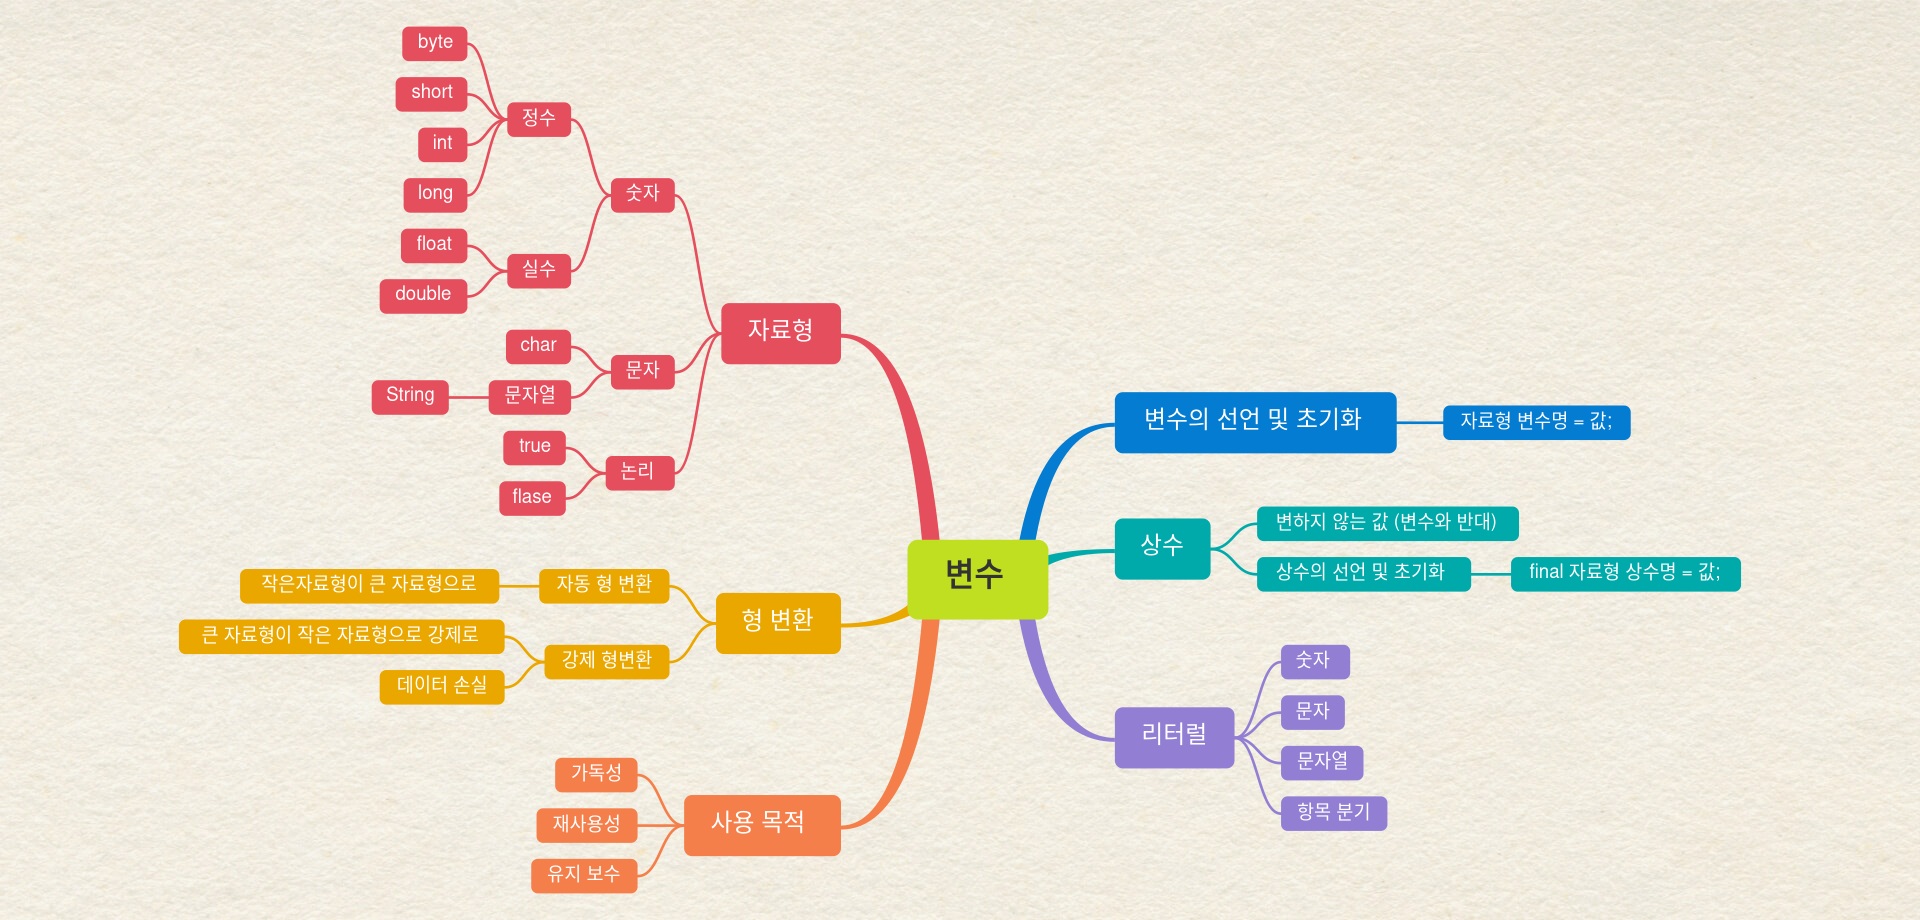 변수
자료형
숫자
정수
byte
short
int
long
실수
float
double
문자
char
문자열
String
논리
true
flase
형 변환
자동 형 변환
작은자료형이 큰 자료형으로
강제 형변환
큰 자료형이 작은 자료형으로 강제로
데이터 손실
사용 목적
가독성
재사용성
유지 보수
변수의 선언 및 초기화
자료형 변수명 = 값;
상수
변하지 않는 값 (변수와 반대)
상수의 선언 및 초기화
final 자료형 상수명 = 값;
리터럴
숫자
문자
문자열
항목 분기